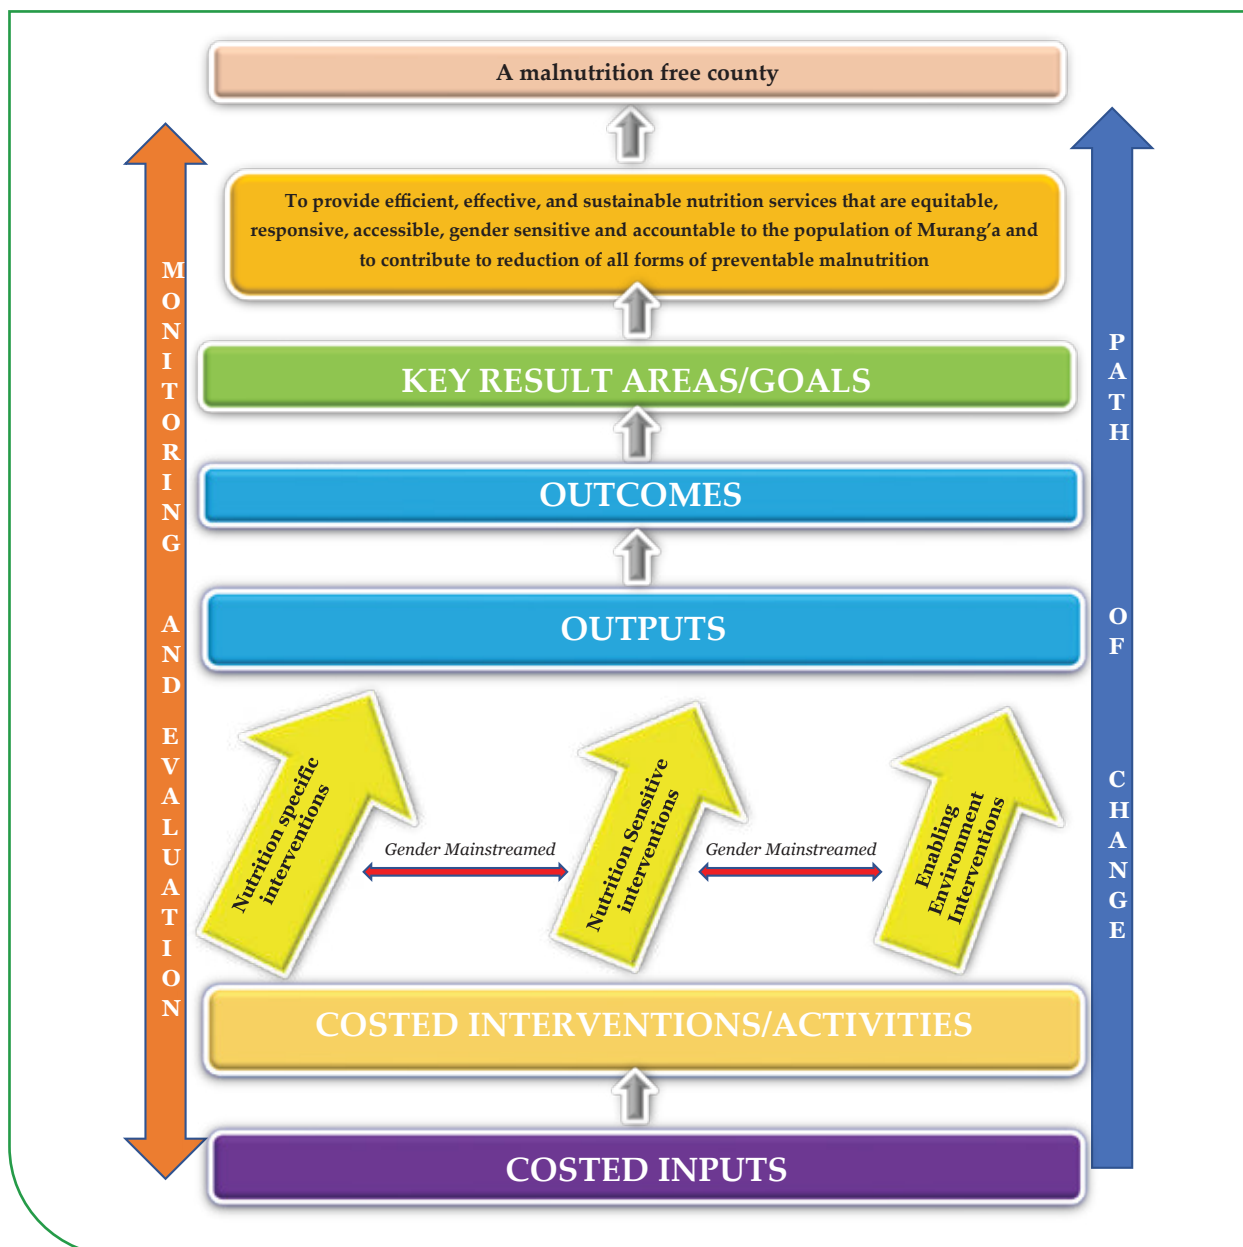 A malnutrition free county
To provide efficient, effective, and sustainable nutrition services that are equitable,
responsive, accessible, gender sensitive and accountable to the population of Murang'a and
to contribute to reduction of all forms of preventable malnutrition
MONITORING AND EVALUATION
PATH OF CHANGE
KEY RESULT AREAS/GOALS
OUTCOMES
OUTPUTS
Nutrition specific
interventions
Gender Mainstreamed
Nutrition Sensitive
interventions
Gender Mainstreamed
Enabling
Environment
Interventions
COSTED INTERVENTIONS/ACTIVITIES
COSTED INPUTS